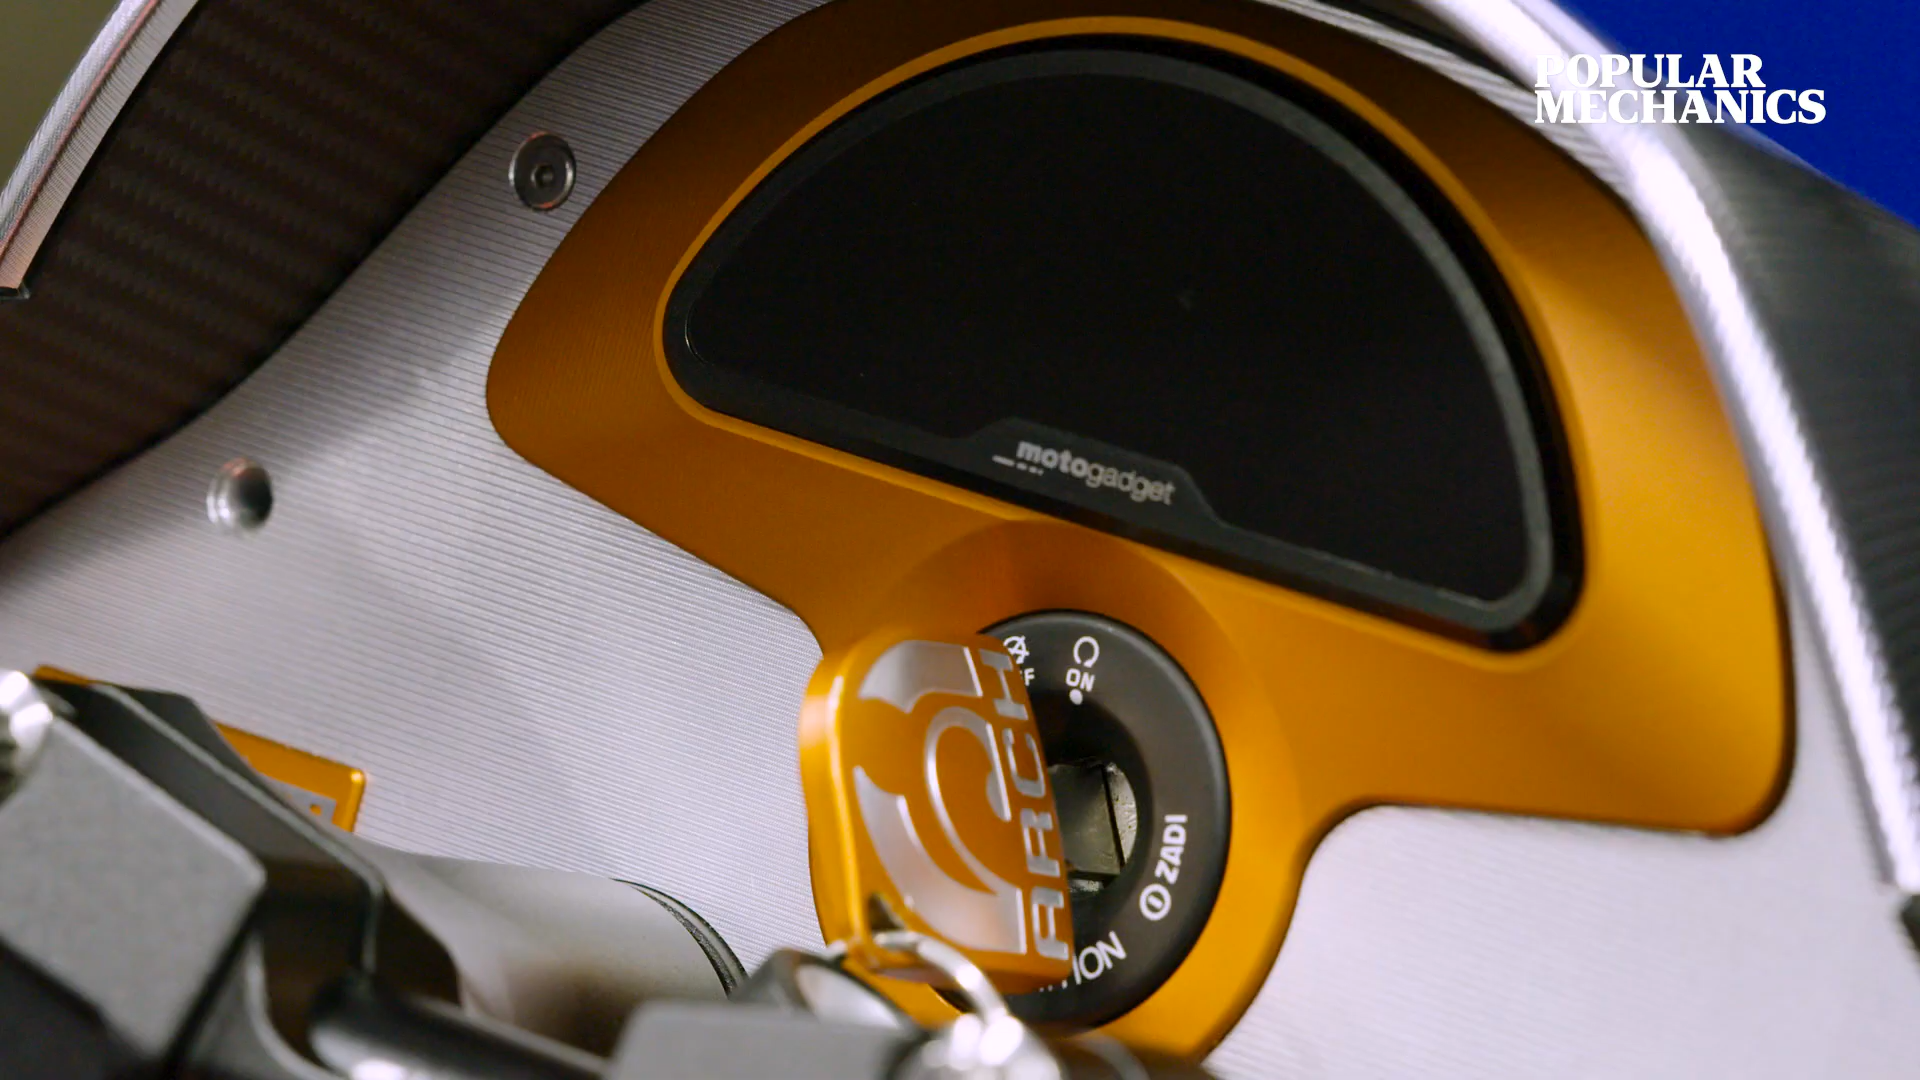 POPULAR
MECHANICS
motogadget
ON
ARCH
ZADI